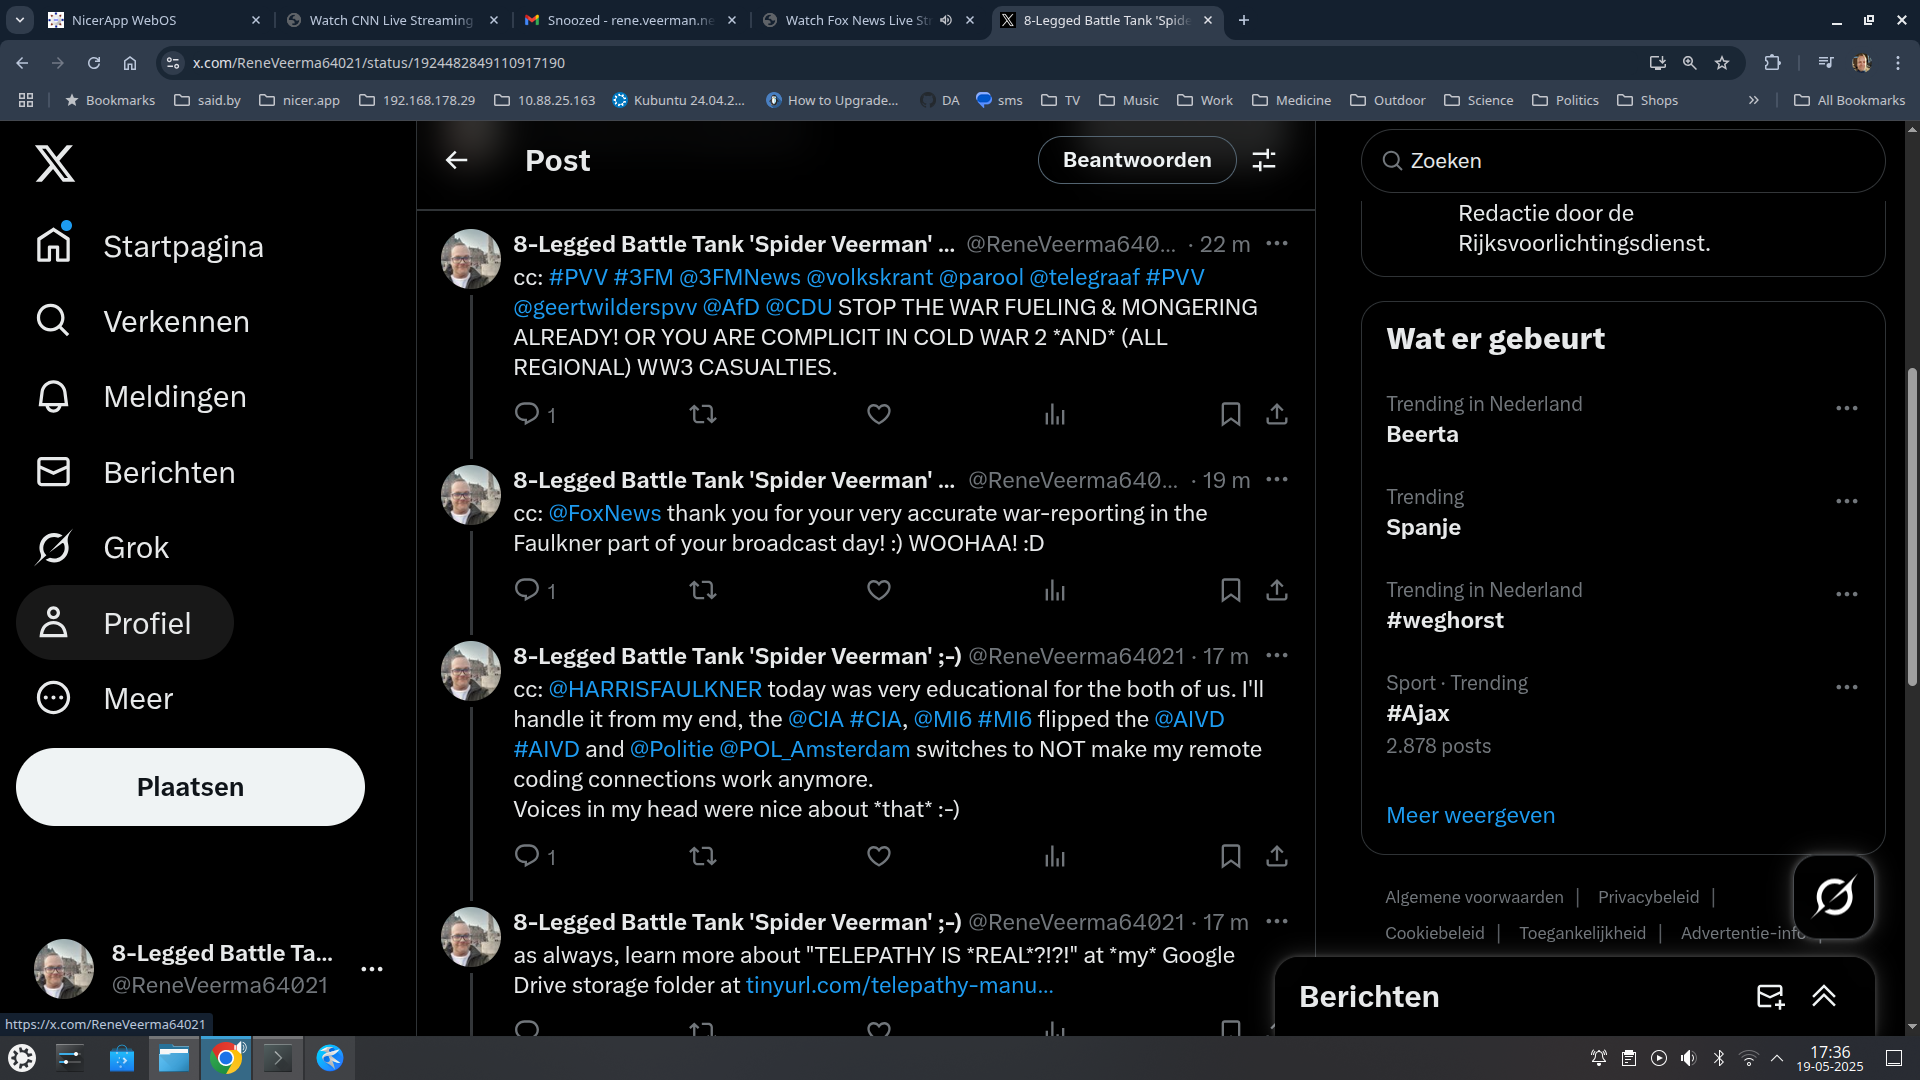 NicerApp WebOS
Watch CNN Live Streaming
Snoozed - rene.veerman.ne
Watch Fox News Live St
8-Legged Battle Tank 'Spide
x.com/ReneVeerma64021/status/1924482849110917190
Bookmarks
said.by
nicer.app
192.168.178.29
10.88.25.163
Kubuntu 24.04.2...
How to Upgrade...
DA
sms
TV
Music
Work
Medicine
Outdoor
Science
Politics
Shops
All Bookmarks
Startpagina
Verkennen
Meldingen
Berichten
Grok
Profiel
Meer
Plaatsen
8-Legged Battle Ta...
@ReneVeerma64021
https://x.com/ReneVeerma64021
Post
Beantwoorden
8-Legged Battle Tank 'Spider Veerman' ... @ReneVeerma640... · 22 m
cc: #PVV #3FM @3FMNews @volkskrant @parool @telegraaf #PVV
@geertwilderspvv @AfD @CDU STOP THE WAR FUELING & MONGERING
ALREADY! OR YOU ARE COMPLICIT IN COLD WAR 2 *AND* (ALL
REGIONAL) WW3 CASUALTIES.
1
8-Legged Battle Tank 'Spider Veerman' ... @ReneVeerma640... · 19 m
cc: @FoxNews thank you for your very accurate war-reporting in the
Faulkner part of your broadcast day! :) WOOHAA! :D
1
8-Legged Battle Tank 'Spider Veerman' ;-) @ReneVeerma64021 · 17 m
cc: @HARRISFAULKNER today was very educational for the both of us. I'll
handle it from my end, the @CIA #CIA, @MI6 #MI6 flipped the @AIVD
#AIVD and @Politie @POL_Amsterdam switches to NOT make my remote
coding connections work anymore.
Voices in my head were nice about *that* :-)
1
8-Legged Battle Tank 'Spider Veerman' ;-) @ReneVeerma64021 · 17 m
as always, learn more about "TELEPATHY IS *REAL*?!?!" at *my* Google
Drive storage folder at tinyurl.com/telepathy-manu...
Zoeken
Redactie door de
Rijksvoorlichtingsdienst.
Wat er gebeurt
Trending in Nederland
Beerta
Trending
Spanje
Trending in Nederland
#weghorst
Sport · Trending
#Ajax
2.878 posts
Meer weergeven
Algemene voorwaarden | Privacybeleid |
Cookiebeleid | Toegankelijkheid | Advertentie-info |
Berichten
17:36
19-05-2025